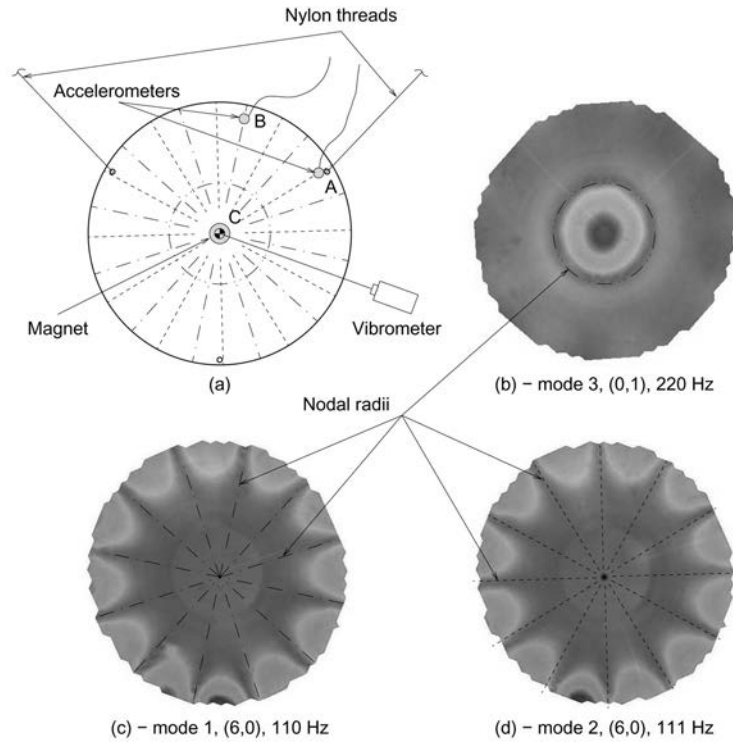 Nylon threads
Accelerometers
B
A
C
Magnet
Vibrometer
(a)
(b) – mode 3, (0,1), 220 Hz
Nodal radii
(c) – mode 1, (6,0), 110 Hz
(d) – mode 2, (6,0), 111 Hz